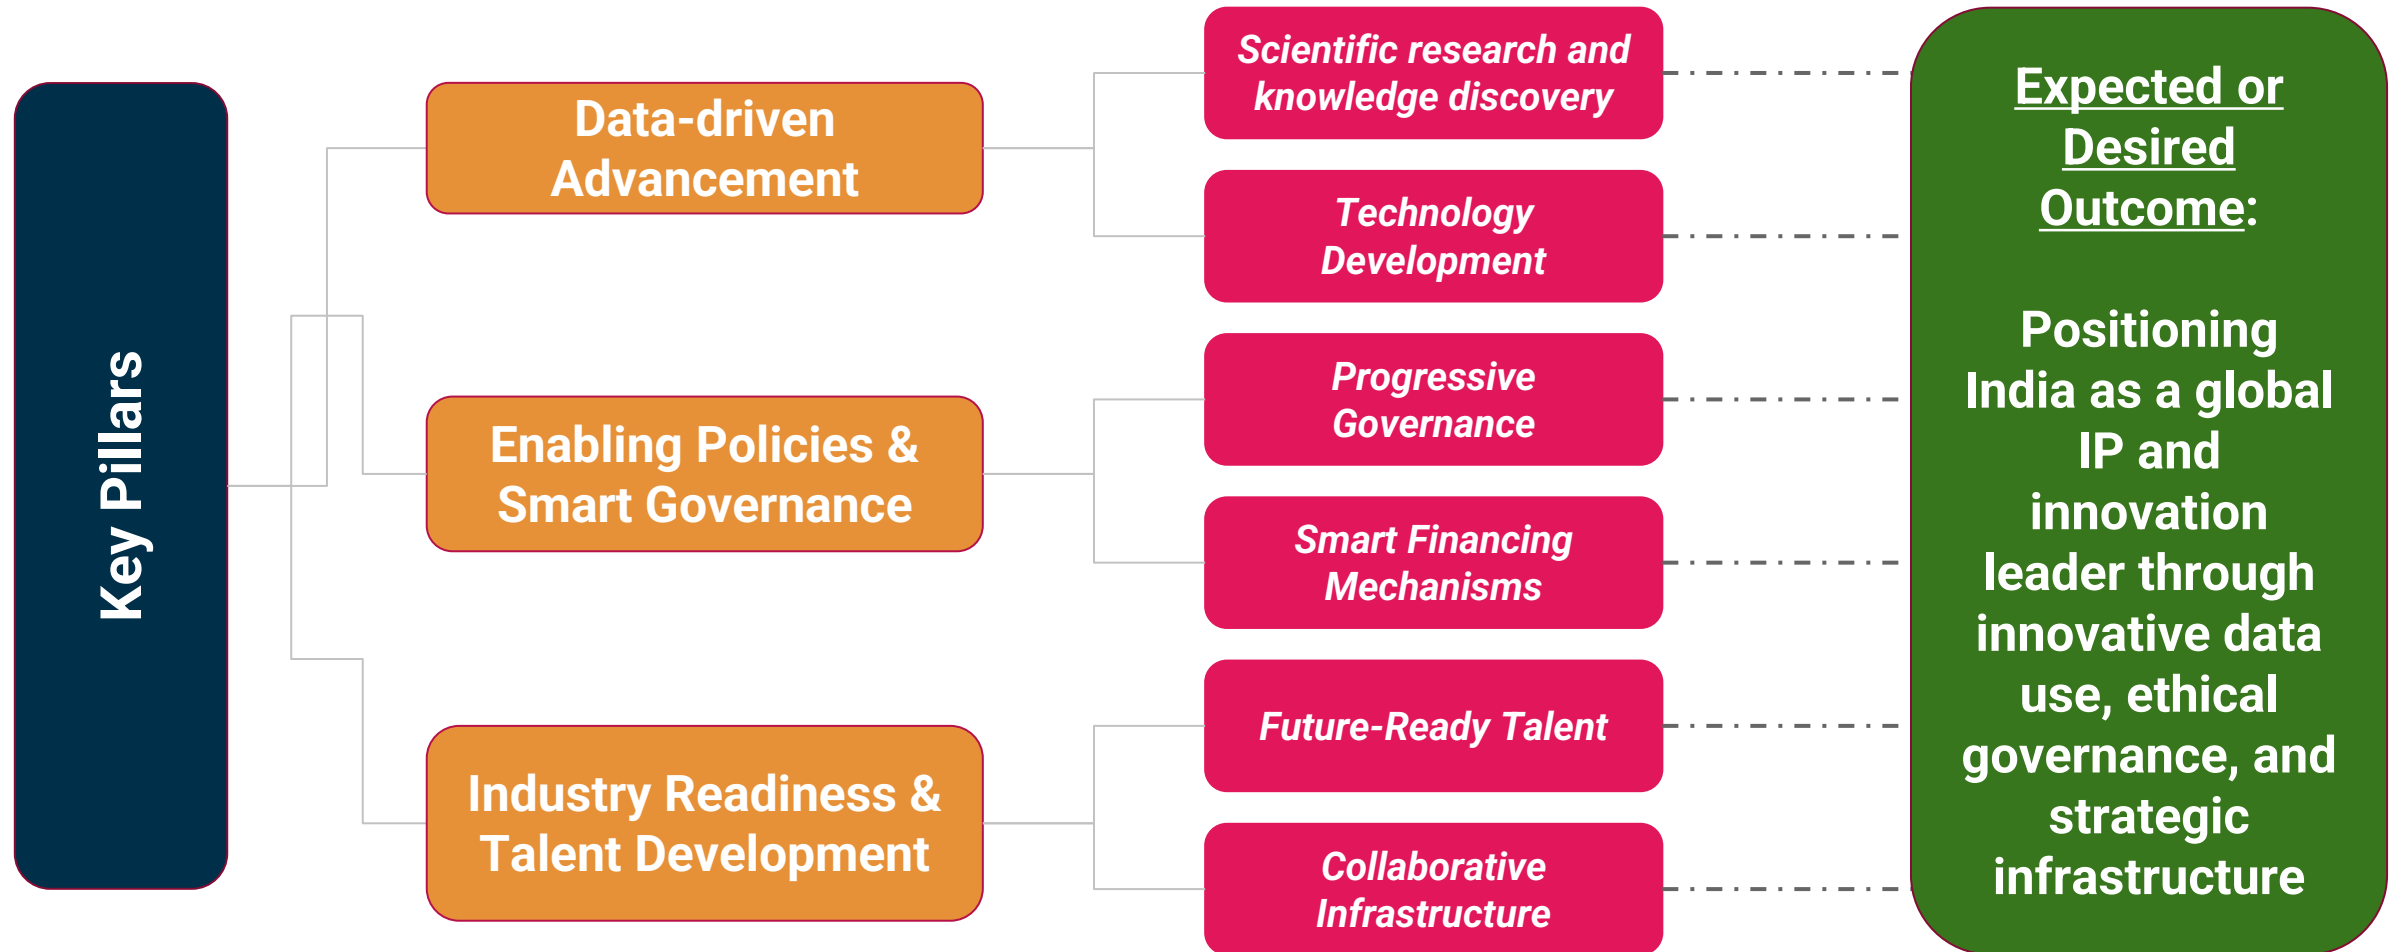 Key Pillars
Data-driven
Advancement
Enabling Policies &
Smart Governance
Industry Readiness &
Talent Development
Scientific research and
knowledge discovery
Technology
Development
Progressive
Governance
Smart Financing
Mechanisms
Future-Ready Talent
Collaborative
Infrastructure
Expected or
Desired
Outcome:
Positioning
India as a global
IP and
innovation
leader through
innovative data
use, ethical
governance, and
strategic
infrastructure